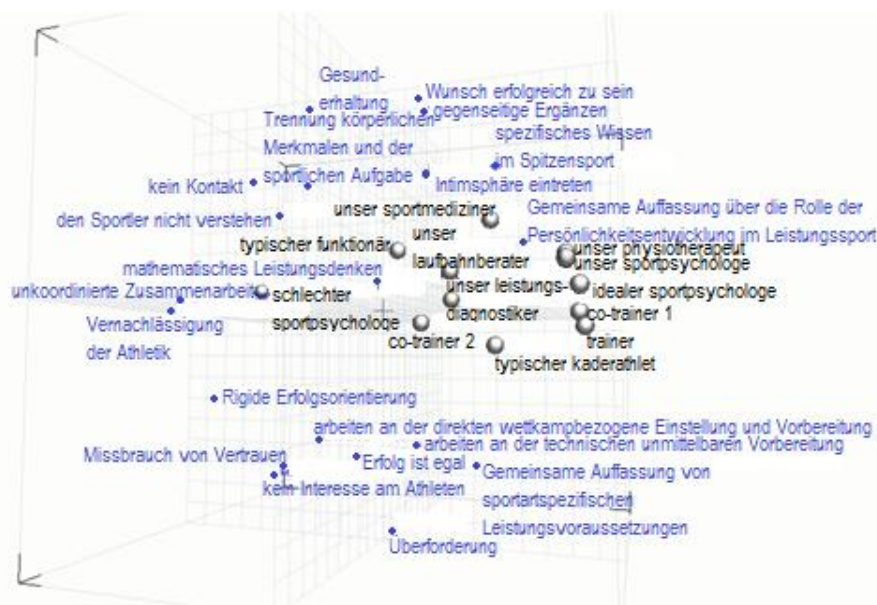 Gesund-
erhaltung
Wunsch erfolgreich zu sein
gegenseitige Ergänzen
Trennung körperlichen
Merkmalen und der
sportlichen Aufgabe
spezifisches Wissen
im Spitzensport
kein Kontakt
Intimsphäre eintreten
den Sportler nicht verstehen
unser sportmediziner
Gemeinsame Auffassung über die Rolle der
Persönlichkeitsentwicklung im Leistungssport
typischer funktionär
unser
laufbahnberater
unser physiotherapeut
unser sportpsychologe
mathematisches Leistungsdenken
unkoordinierte Zusammenarbeit
schlechter
sportpsychologe
unser leistungs-
diagnostiker
idealer sportpsychologe
Vernachlässigung
der Athletik
co-trainer 1
co-trainer 2
trainer
typischer kaderathlet
Rigide Erfolgsorientierung
arbeiten an der direkten wettkampbezogene Einstellung und Vorbereitung
arbeiten an der technischen unmittelbaren Vorbereitung
Missbrauch von Vertrauen
Erfolg ist egal
kein Interesse am Athleten
Gemeinsame Auffassung von
sportartspezifischen
Leistungsvoraussetzungen
Überforderung